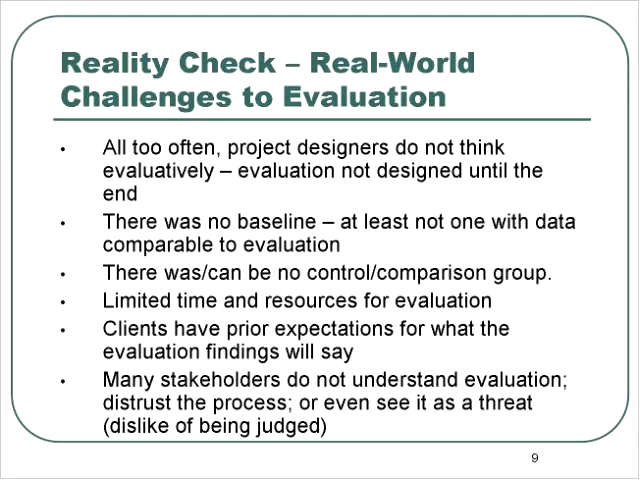 Reality Check – Real-World
Challenges to Evaluation
• All too often, project designers do not think
evaluatively – evaluation not designed until the
end
• There was no baseline – at least not one with data
comparable to evaluation
• There was/can be no control/comparison group.
• Limited time and resources for evaluation
• Clients have prior expectations for what the
evaluation findings will say
• Many stakeholders do not understand evaluation;
distrust the process; or even see it as a threat
(dislike of being judged)
9